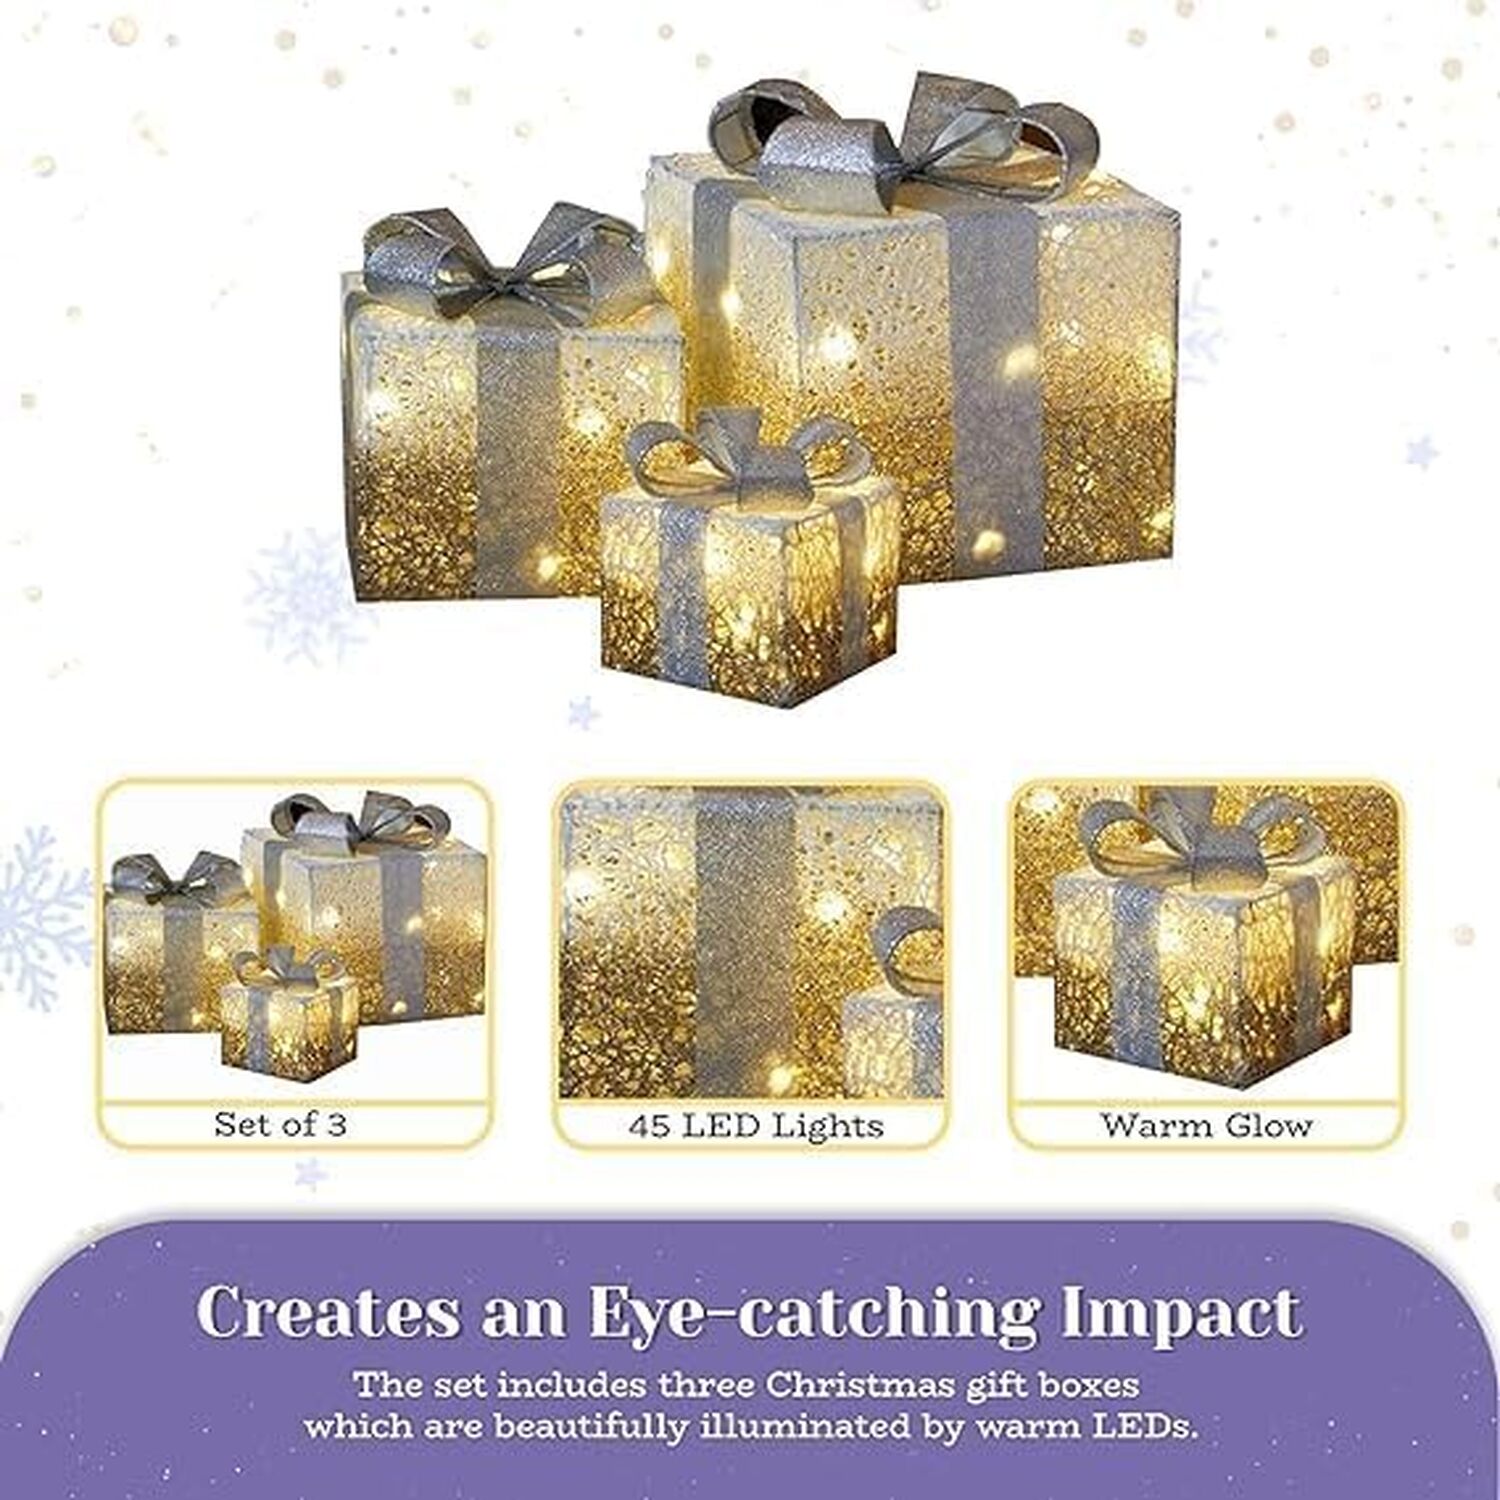 Set of 3
45 LED Lights
Warm Glow
Creates an Eye-catching Impact
The set includes three Christmas gift boxes
which are beautifully illuminated by warm LEDs.